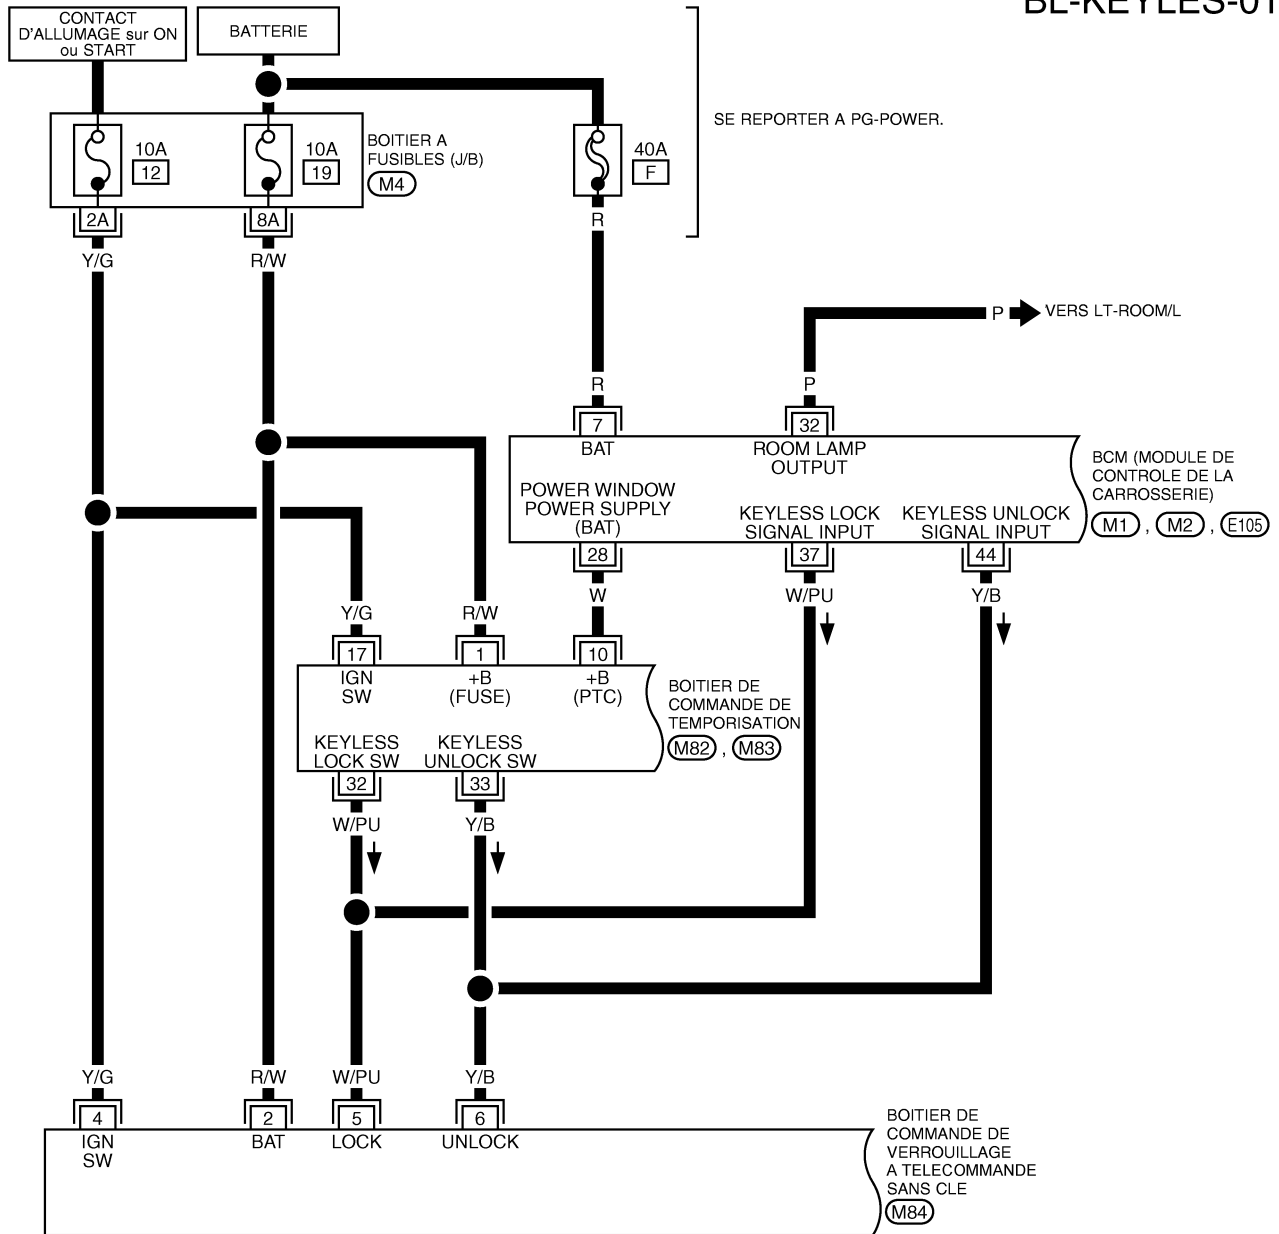 BL-KEYLES-01
CONTACT
D'ALLUMAGE sur ON
ou START
BATTERIE
SE REPORTER A PG-POWER.
10A
12
10A
19
BOITIER A
FUSIBLES (J/B)
M4
40A
F
2A
8A
R
Y/G
R/W
P
VERS LT-ROOM/L
R
P
7
32
BAT
ROOM LAMP
OUTPUT
POWER WINDOW
POWER SUPPLY
(BAT)
KEYLESS LOCK
SIGNAL INPUT
KEYLESS UNLOCK
SIGNAL INPUT
BCM (MODULE DE
CONTROLE DE LA
CARROSSERIE)
M1 , M2 , E105
28
37
44
W
W/PU
Y/B
Y/G
R/W
17
1
10
IGN
SW
+B
(FUSE)
+B
(PTC)
KEYLESS
LOCK SW
KEYLESS
UNLOCK SW
BOITIER DE
COMMANDE DE
TEMPORISATION
M82 , M83
32
33
W/PU
Y/B
Y/G
R/W
W/PU
Y/B
4
2
5
6
IGN
SW
BAT
LOCK
UNLOCK
BOITIER DE
COMMANDE DE
VERROUILLAGE
A TELECOMMANDE
SANS CLE
M84